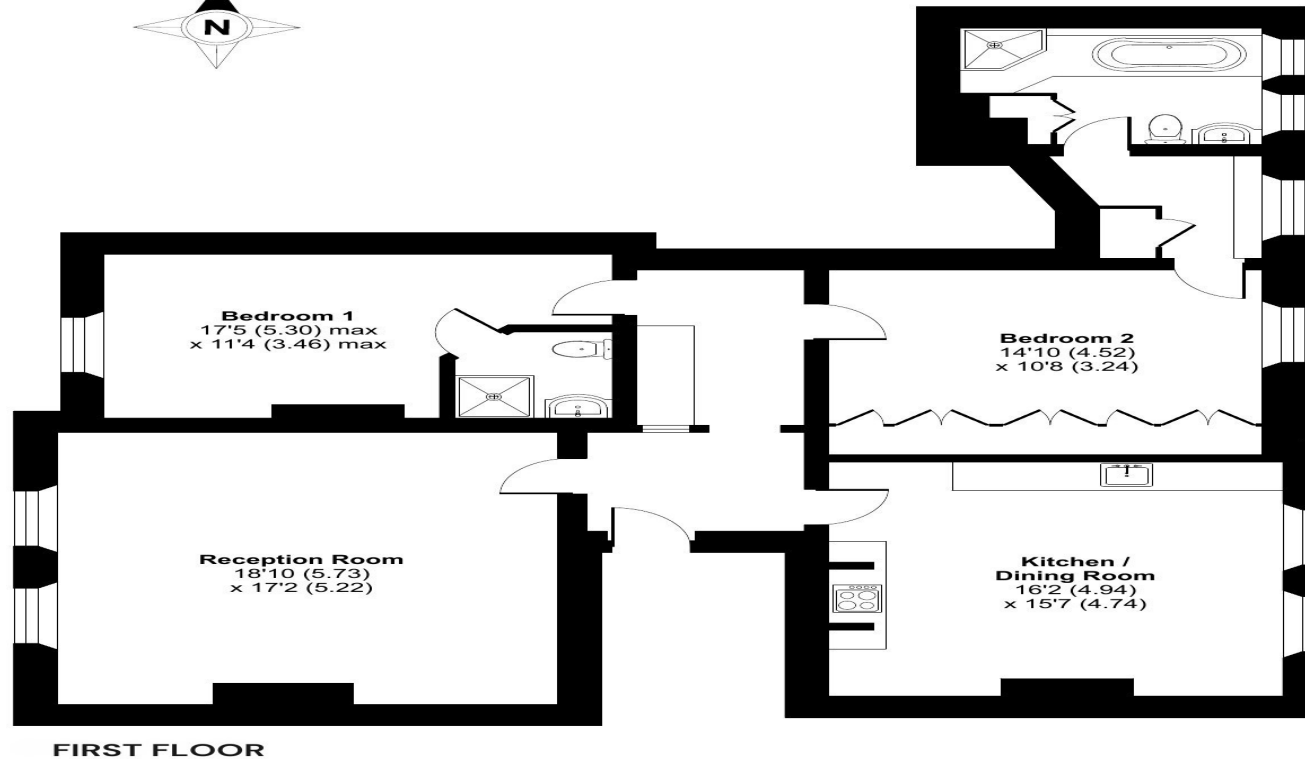 N
Bedroom 1
17'5 (5.30) max
x 11'4 (3.46) max
Bedroom 2
14'10 (4.52)
x 10'8 (3.24)
Reception Room
18'10 (5.73)
x 17'2 (5.22)
Kitchen /
Dining Room
16'2 (4.94)
x 15'7 (4.74)
FIRST FLOOR